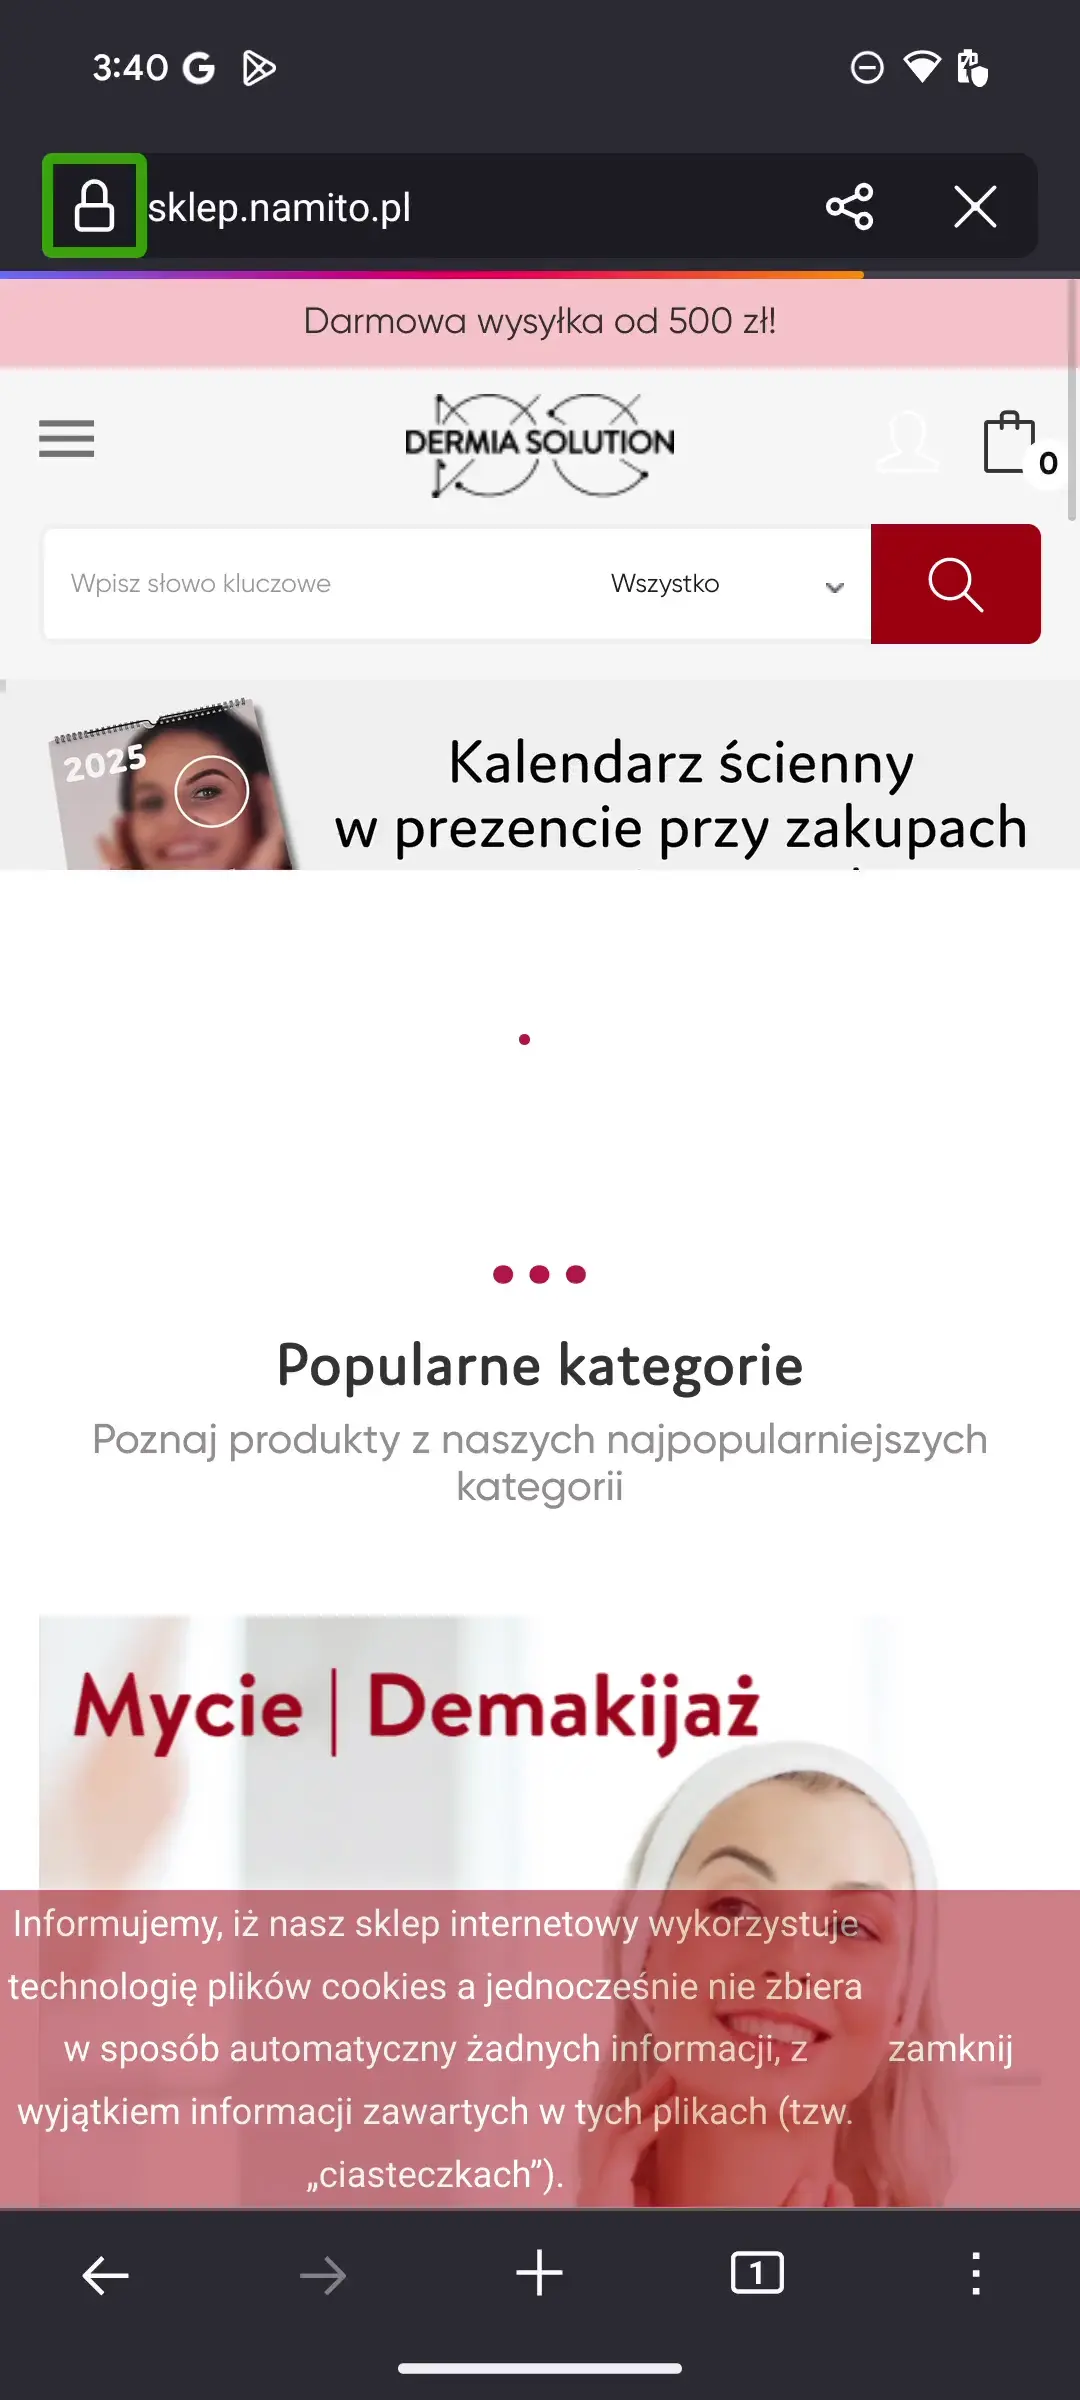 3:40
sklep.namito.pl
Darmowa wysyłka od 500 zł!
DERMIA SOLUTION
0
Wpisz słowo kluczowe
Wszystko
2025
Kalendarz ścienny
w prezencie przy zakupach
Popularne kategorie
Poznaj produkty z naszych najpopularniejszych
kategorii
Mycie | Demakijaż
Informujemy, iż nasz sklep internetowy wykorzystuje
technologię plików cookies a jednocześnie nie zbiera
w sposób automatyczny żadnych informacji, z
wyjątkiem informacji zawartych w tych plikach (tzw.
„ciasteczkach”).
zamknij
1